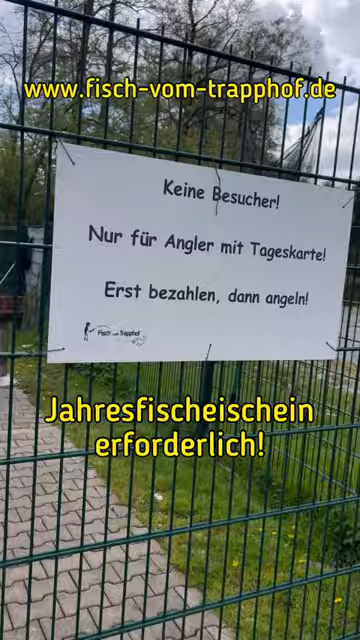 www.fisch-vom-trapphof.de
Keine Besucher!
Nur für Angler mit Tageskarte!
Erst bezahlen, dann angeln!
Fisch vom Trapphof
Jahresfischeischein
erforderlich!